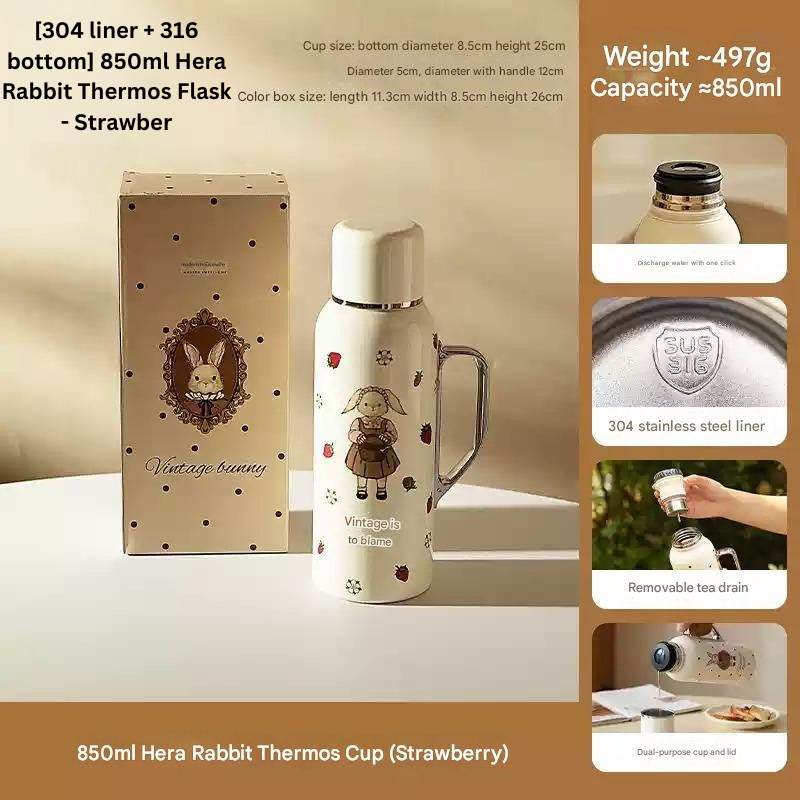 [304 liner + 316
bottom] 850ml Hera
Rabbit Thermos Flask
- Strawber
Cup size: bottom diameter 8.5cm height 25cm
Diameter 5cm, diameter with handle 12cm
Color box size: length 11.3cm width 8.5cm height 26cm
Weight ~497g
Capacity ≈850ml
Discharge water with one click
SUS
316
304 stainless steel liner
Removable tea drain
Dual-purpose cup and lid
Vintage bunny
Vintage is
to blame
850ml Hera Rabbit Thermos Cup (Strawberry)